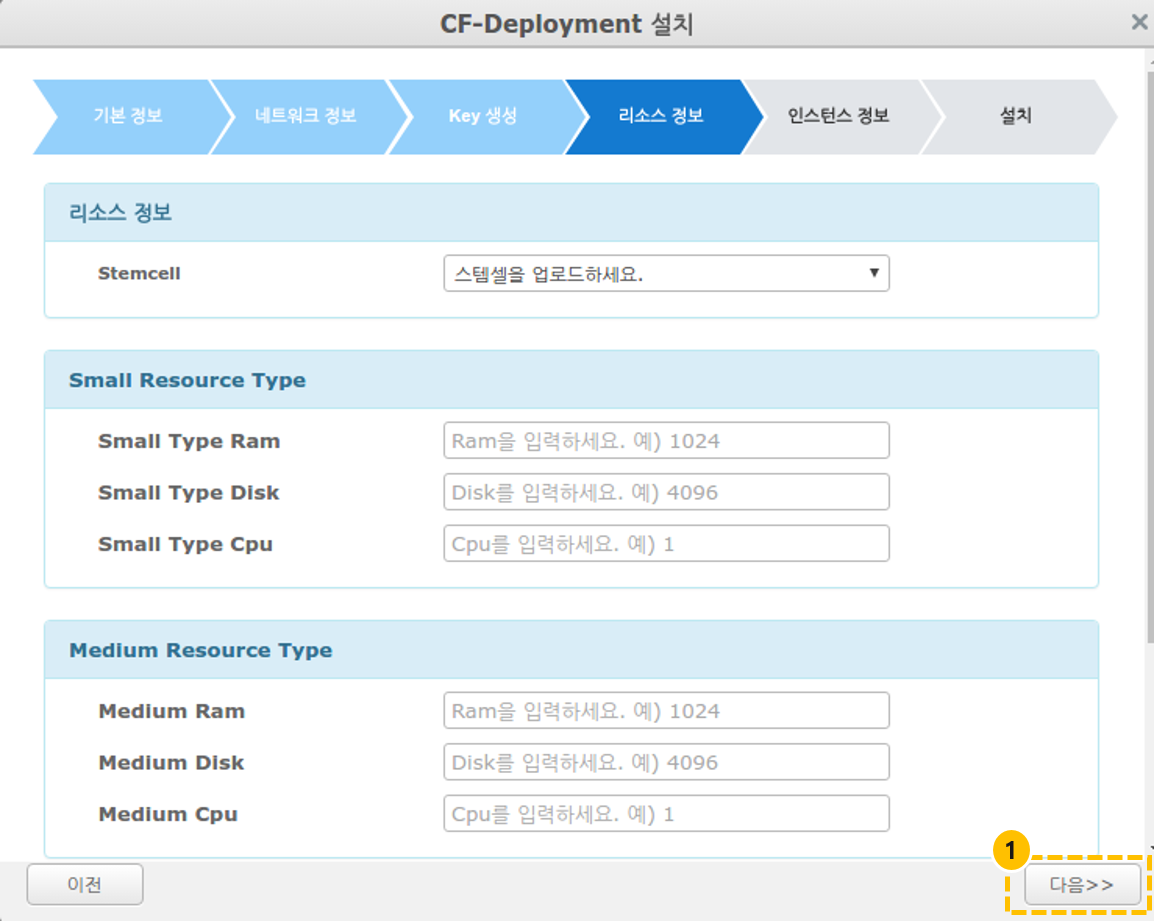 CF-Deployment 설치
기본 정보
네트워크 정보
Key 생성
리소스 정보
인스턴스 정보
설치
리소스 정보
Stemcell 스템셀을 업로드하세요.
Small Resource Type
Small Type Ram Ram을 입력하세요. 예) 1024
Small Type Disk Disk를 입력하세요. 예) 4096
Small Type Cpu Cpu를 입력하세요. 예) 1
Medium Resource Type
Medium Ram Ram을 입력하세요. 예) 1024
Medium Disk Disk를 입력하세요. 예) 4096
Medium Cpu Cpu를 입력하세요. 예) 1
1
이전 다음>>